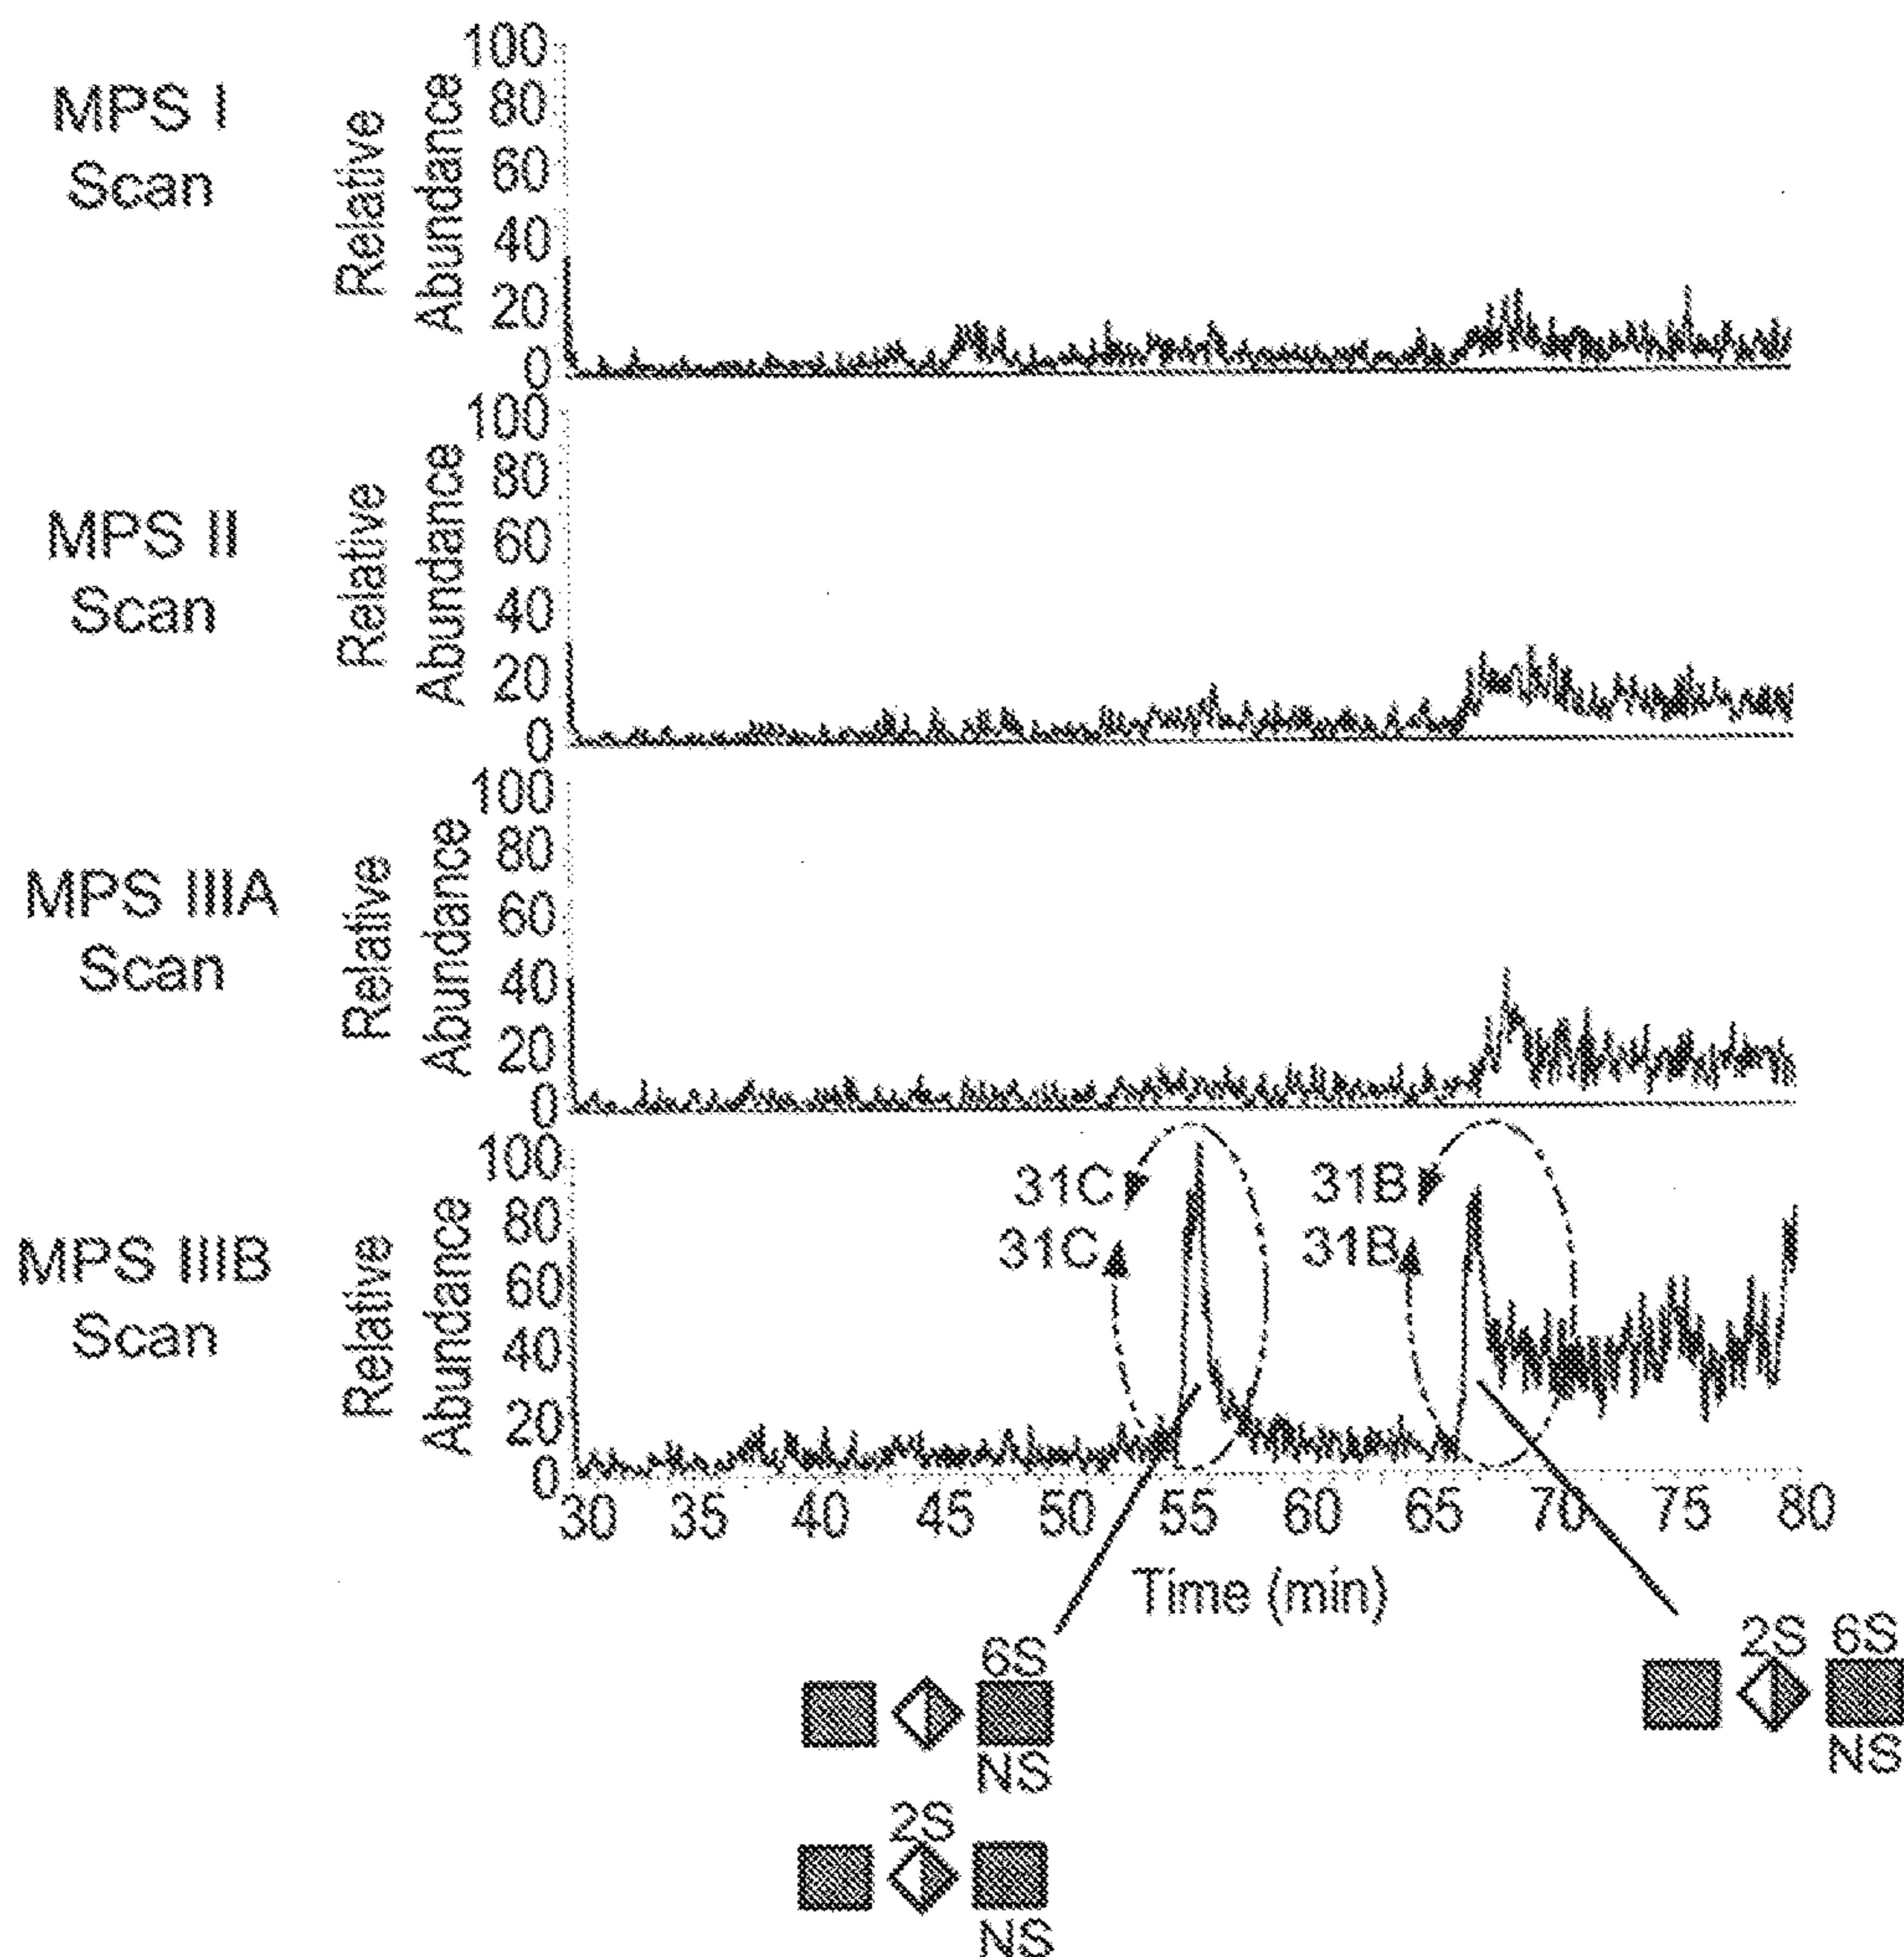 MPS I
Scan
Relative
Abundance
100
80
60
40
20
0
MPS II
Scan
Relative
Abundance
100
80
60
40
20
0
MPS IIIA
Scan
Relative
Abundance
100
80
60
40
20
0
MPS IIIB
Scan
Relative
Abundance
100
80
60
40
20
0
31C
31C
31B
31B
30 35 40 45 50 55 60 65 70 75 80
Time (min)
6S
NS
2S
NS
2S 6S
NS